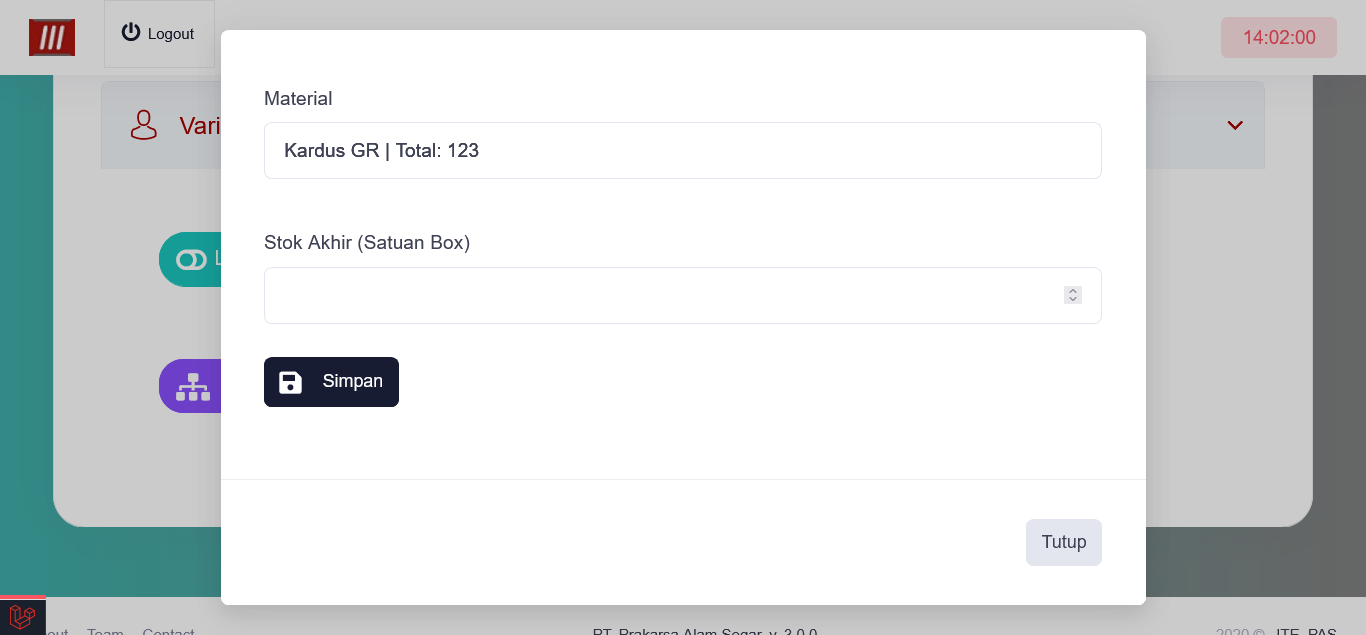 Logout
14:02:00
Vari
Material
Kardus GR | Total: 123
Stok Akhir (Satuan Box)
L
Simpan
Tutup
out Team Contact
PT. Prakarsa Alam Segar. v. 3.0.0
2020 © ITE. PAS